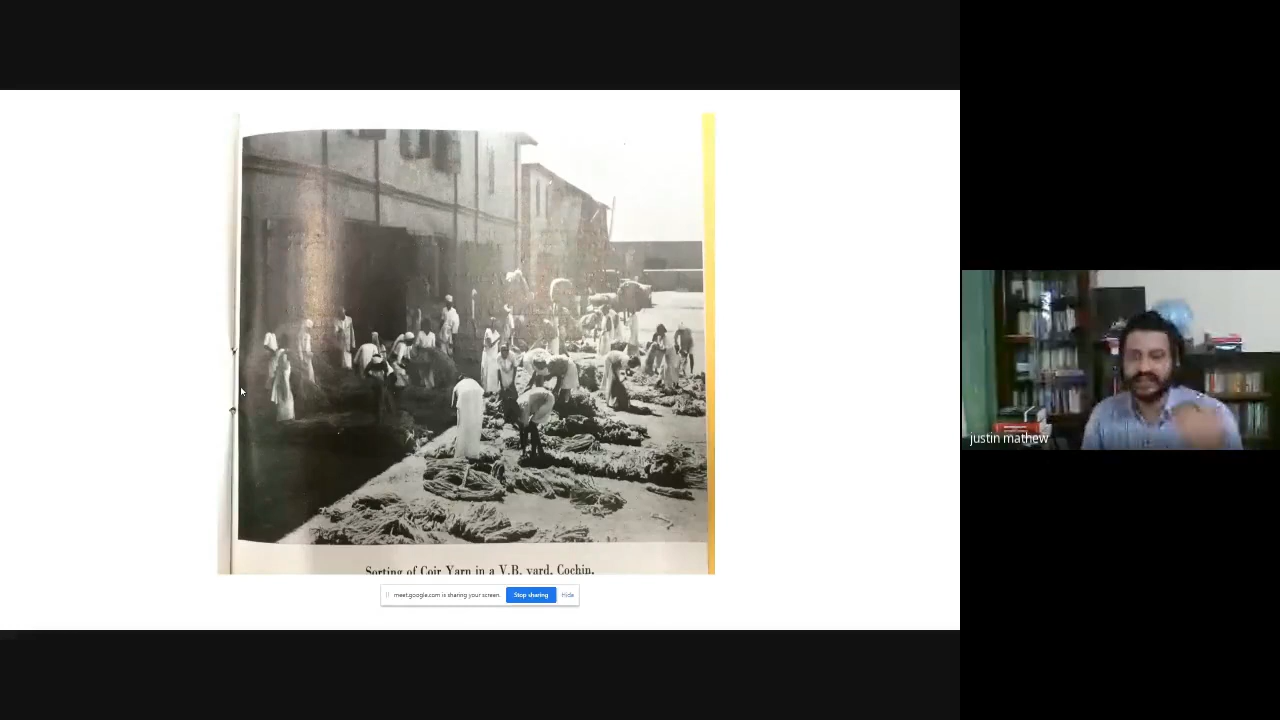 Sorting of Coir Yarn in a V.B. yard, Cochin.
meet.google.com is sharing your screen.
Stop sharing
Hide
justin mathew